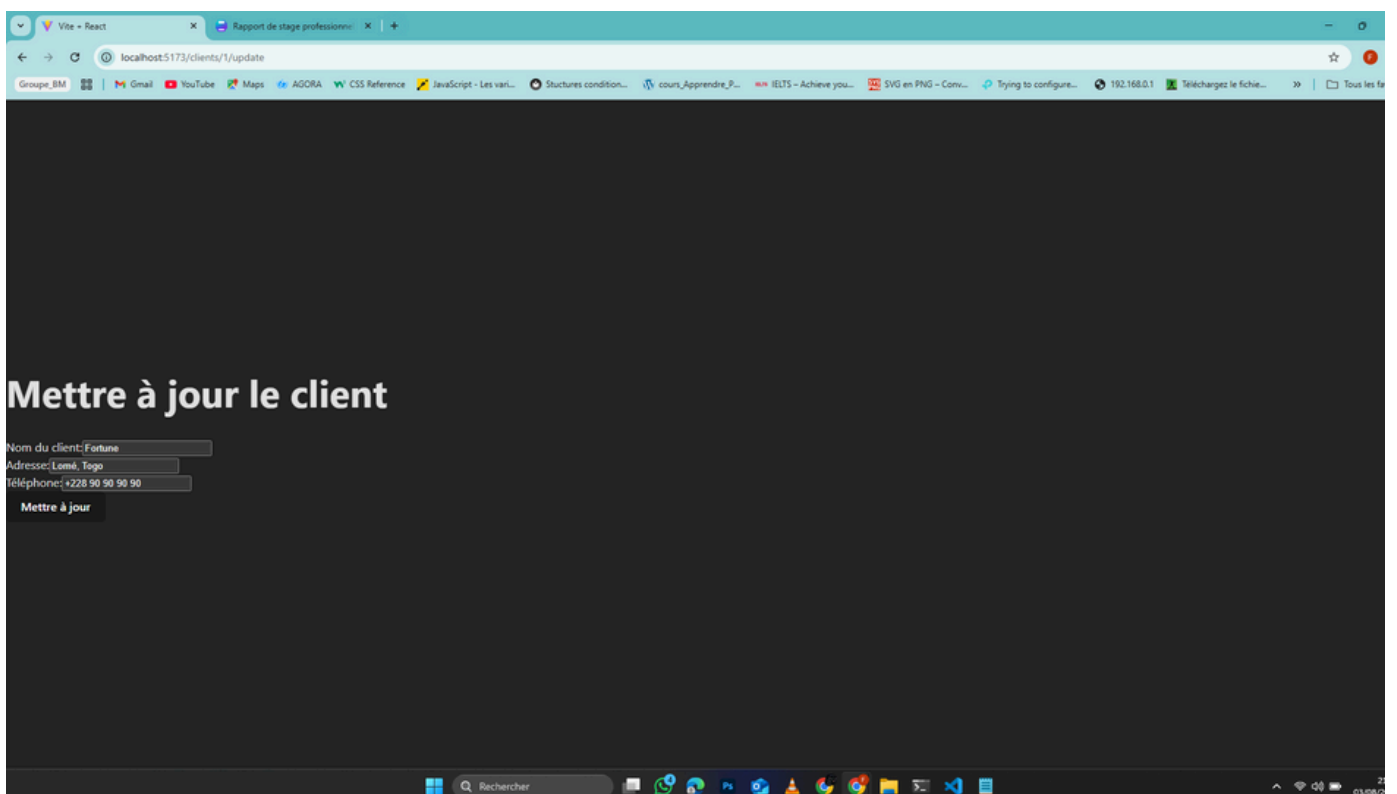 Vite + React
Rapport de stage professionnel
localhost:5173/clients/1/update
Groupe_BM Gmail YouTube Maps AGORA CSS Reference JavaScript - Les vari... Stuctures condition... cours_Apprendre_P... IELTS – Achieve you... SVG en PNG – Conv... Trying to configure... 192.168.0.1 Téléchargez le fichie... » Tous les fa
Mettre à jour le client
Nom du client: Fortune
Adresse: Lomé, Togo
Téléphone: +228 90 90 90 90
Mettre à jour
Rechercher